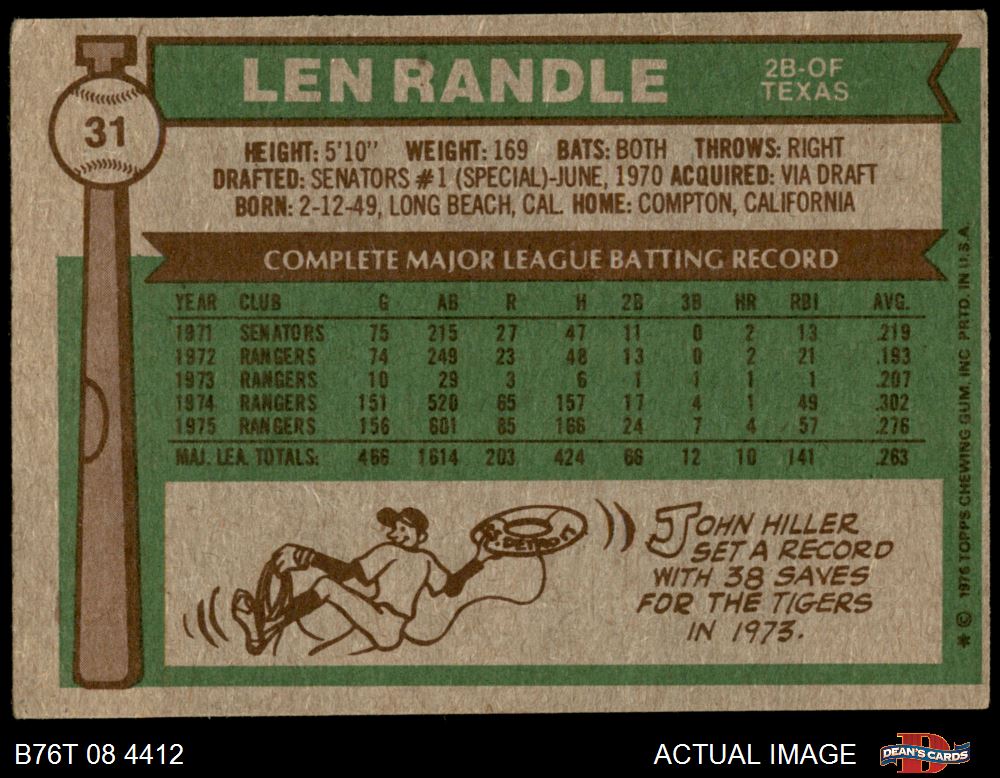 31
LEN RANDLE
2B-OF
TEXAS
HEIGHT: 5'10" WEIGHT: 169 BATS: BOTH THROWS: RIGHT
DRAFTED: SENATORS #1 (SPECIAL)-JUNE, 1970 ACQUIRED: VIA DRAFT
BORN: 2-12-49, LONG BEACH, CAL. HOME: COMPTON, CALIFORNIA
COMPLETE MAJOR LEAGUE BATTING RECORD
YEAR CLUB G AB R H 2B 3B HR RBI AVG.
1971 SENATORS 75 215 27 47 11 0 2 13 .219
1972 RANGERS 74 249 23 48 13 0 2 21 .193
1973 RANGERS 10 29 3 6 1 1 1 1 .207
1974 RANGERS 151 520 65 157 17 4 1 49 .302
1975 RANGERS 156 601 85 166 24 7 4 57 .276
MAJ. LEA. TOTALS: 466 1614 203 424 66 12 10 141 .263
DETROIT
JOHN HILLER
SET A RECORD
WITH 38 SAVES
FOR THE TIGERS
IN 1973.
* © 1976 TOPPS CHEWING GUM, INC. PRTD. IN U.S.A.
B76T 08 4412
ACTUAL IMAGE
DEAN'S CARDS